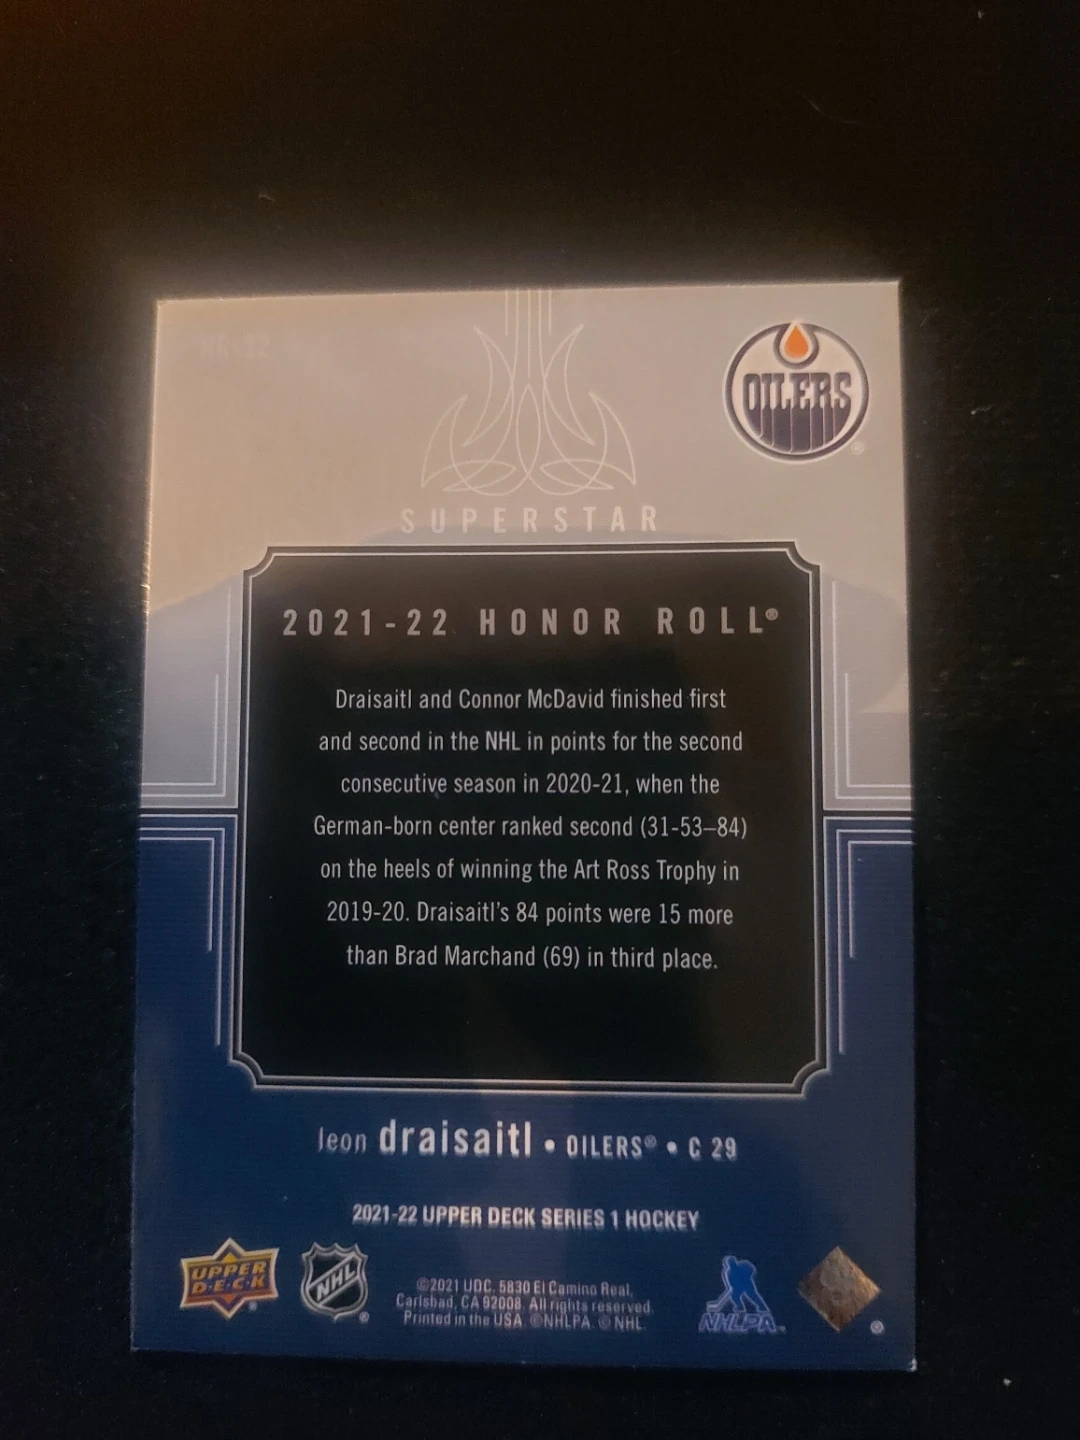 OILERS
SUPERSTAR
2021-22 HONOR ROLL®
Draisaitl and Connor McDavid finished first
and second in the NHL in points for the second
consecutive season in 2020-21, when the
German-born center ranked second (31-53–84)
on the heels of winning the Art Ross Trophy in
2019-20. Draisaitl's 84 points were 15 more
than Brad Marchand (69) in third place.
leon draisaitl • OILERS® • C 29
2021-22 UPPER DECK SERIES 1 HOCKEY
UPPER
D·E·C·K
NHL
©2021 UDC. 5830 El Camino Real,
Carlsbad, CA 92008. All rights reserved.
Printed in the USA. ©NHLPA. © NHL.
NHLPA